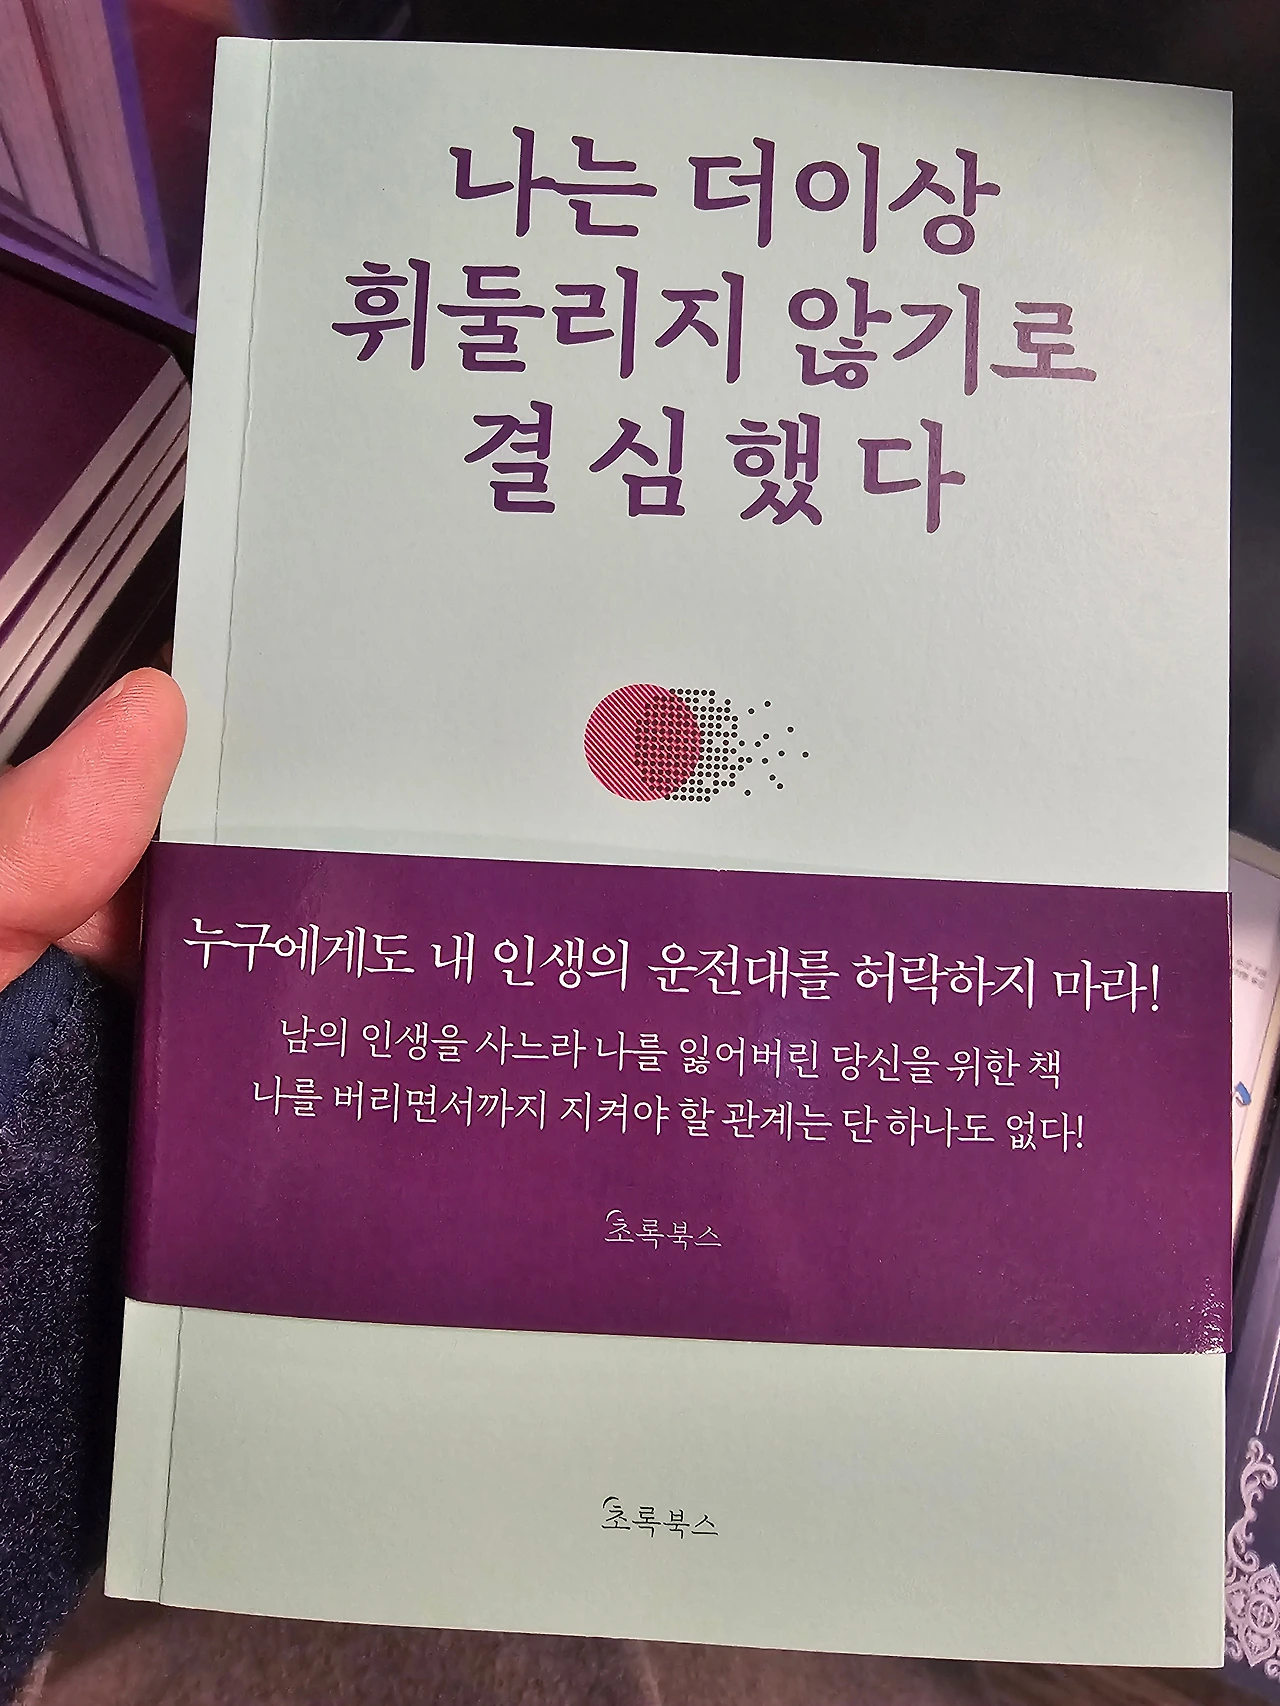 나는 더이상
휘둘리지 않기로
결심했다
누구에게도 내 인생의 운전대를 허락하지 마라!
남의 인생을 사느라 나를 잃어버린 당신을 위한 책
나를 버리면서까지 지켜야 할 관계는 단 하나도 없다!
초록북스
초록북스